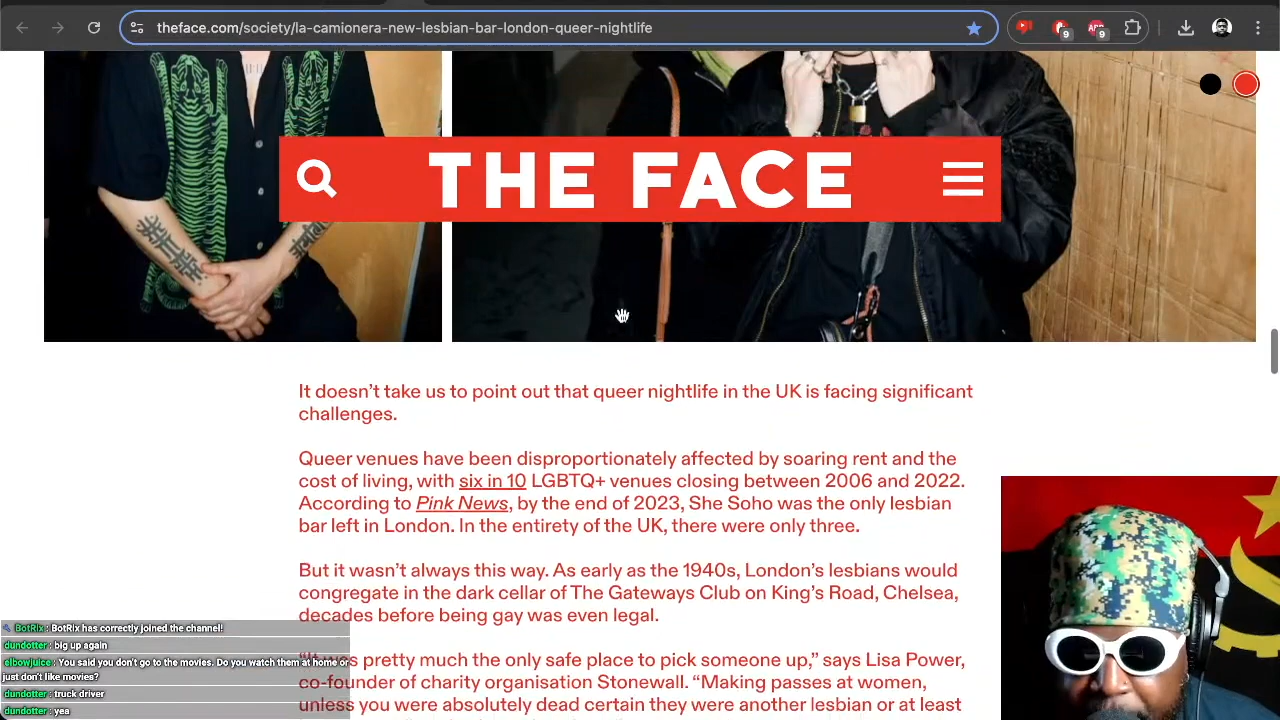 theface.com/society/la-camionera-new-lesbian-bar-london-queer-nightlife
9
9
THE FACE
It doesn’t take us to point out that queer nightlife in the UK is facing significant
challenges.
Queer venues have been disproportionately affected by soaring rent and the
cost of living, with six in 10 LGBTQ+ venues closing between 2006 and 2022.
According to Pink News, by the end of 2023, She Soho was the only lesbian
bar left in London. In the entirety of the UK, there were only three.
But it wasn’t always this way. As early as the 1940s, London’s lesbians would
congregate in the dark cellar of The Gateways Club on King’s Road, Chelsea,
decades before being gay was even legal.
“It was pretty much the only safe place to pick someone up,” says Lisa Power,
co-founder of charity organisation Stonewall. “Making passes at women,
unless you were absolutely dead certain they were another lesbian or at least
BotRix : BotRix has correctly joined the channel!
dundotter : big up again
elbowjuice : You said you don't go to the movies. Do you watch them at home or
just don't like movies?
dundotter : truck driver
dundotter : yea